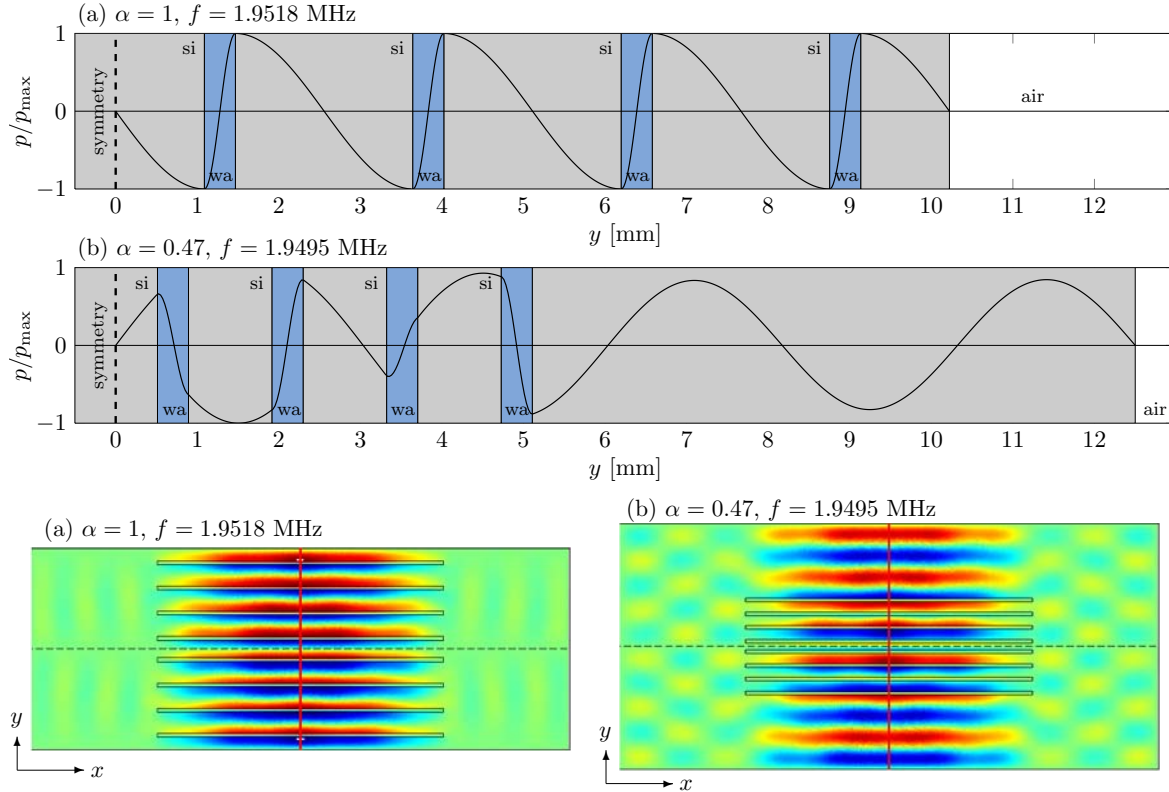 (a) α = 1, f = 1.9518 MHz
p/p_max
1
0
−1
symmetry
si si si si
wa wa wa wa
air
0 1 2 3 4 5 6 7 8 9 10 11 12
y [mm]
(b) α = 0.47, f = 1.9495 MHz
p/p_max
1
0
−1
symmetry
si si si si
wa wa wa wa
air
0 1 2 3 4 5 6 7 8 9 10 11 12
y [mm]
(a) α = 1, f = 1.9518 MHz
y
x
(b) α = 0.47, f = 1.9495 MHz
y
x